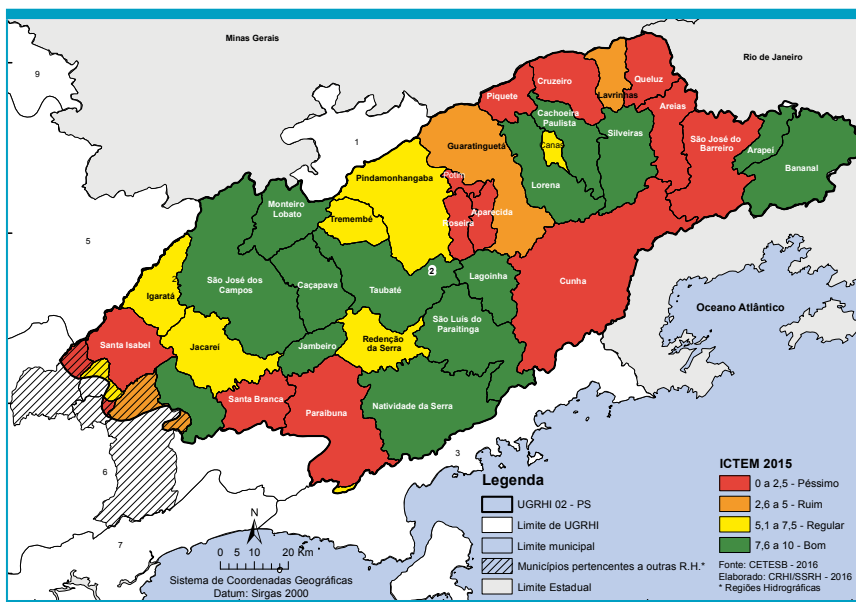 Minas Gerais
Rio de Janeiro
9
1
5
2
2
6
3
7
Queluz
Cruzeiro
Lavrinhas
Piquete
Areias
Cachoeira
Paulista
Silveiras
São José do
Barreiro
Arapeí
Bananal
Canas
Guaratinguetá
Lorena
Potim
Pindamonhangaba
Aparecida
Roseira
Monteiro
Lobato
Tremembé
São José dos
Campos
Caçapava
Taubaté
Lagoinha
Cunha
Igaratá
São Luís do
Paraitinga
Oceano Atlântico
Santa Isabel
Jacareí
Jambeiro
Redenção
da Serra
Santa Branca
Paraibuna
Natividade da Serra
N
0 5 10 20 Km
Sistema de Coordenadas Geográficas
Datum: Sirgas 2000
Legenda
UGRHI 02 - PS
Limite de UGRHI
Limite municipal
Municípios pertencentes a outras R.H.*
Limite Estadual
ICTEM 2015
0 a 2,5 - Péssimo
2,6 a 5 - Ruim
5,1 a 7,5 - Regular
7,6 a 10 - Bom
Fonte: CETESB - 2016
Elaborado: CRHI/SSRH - 2016
* Regiões Hidrográficas